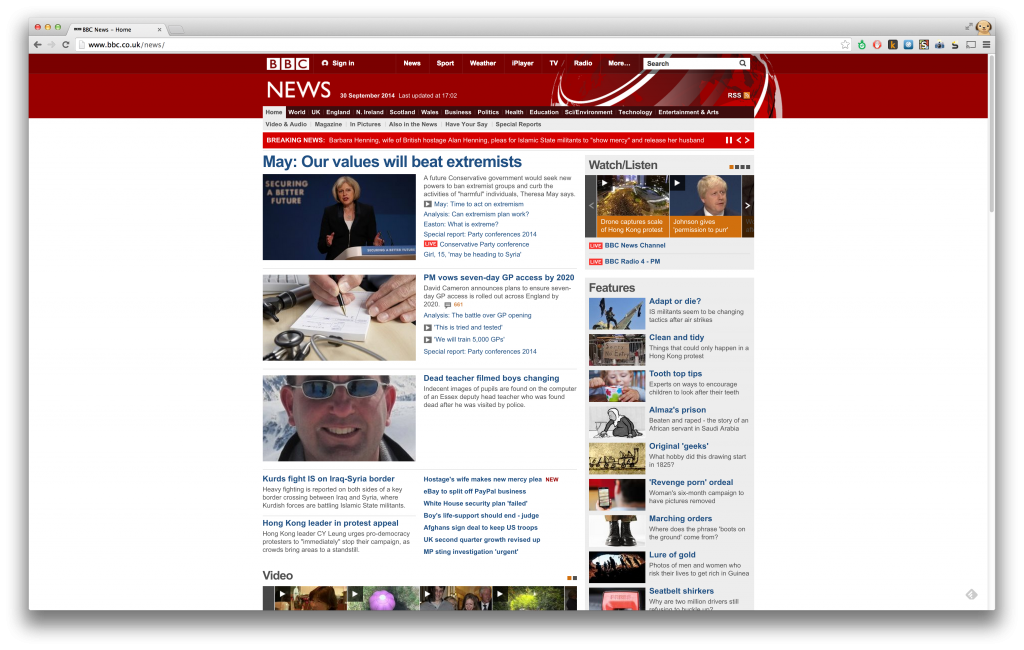 BBC News - Home
www.bbc.co.uk/news/
BBC Sign in News Sport Weather iPlayer TV Radio More... Search
NEWS
30 September 2014 Last updated at 17:02
RSS
Home World UK England N. Ireland Scotland Wales Business Politics Health Education Sci/Environment Technology Entertainment & Arts
Video & Audio Magazine In Pictures Also in the News Have Your Say Special Reports
BREAKING NEWS: Barbara Henning, wife of British hostage Alan Henning, pleas for Islamic State militants to "show mercy" and release her husband
May: Our values will beat extremists
SECURING
A BETTER
FUTURE
SECURING A BETTER FUTURE
A future Conservative government would seek new
powers to ban extremist groups and curb the
activities of "harmful" individuals, Theresa May says.
May: Time to act on extremism
Analysis: Can extremism plan work?
Easton: What is extreme?
Special report: Party conferences 2014
LIVE Conservative Party conference
Girl, 15, 'may be heading to Syria'
PM vows seven-day GP access by 2020
David Cameron announces plans to ensure seven-
day GP access is rolled out across England by
2020. 661
Analysis: The battle over GP opening
'This is tried and tested'
'We will train 5,000 GPs'
Special report: Party conferences 2014
Dead teacher filmed boys changing
Indecent images of pupils are found on the computer
of an Essex deputy head teacher who was found
dead after he was visited by police.
Kurds fight IS on Iraq-Syria border
Heavy fighting is reported on both sides of a key
border crossing between Iraq and Syria, where
Kurdish forces are battling Islamic State militants.
Hong Kong leader in protest appeal
Hong Kong leader CY Leung urges pro-democracy
protesters to "immediately" stop their campaign, as
crowds bring areas to a standstill.
Hostage's wife makes new mercy plea NEW
eBay to split off PayPal business
White House security plan 'failed'
Boy's life-support should end - judge
Afghans sign deal to keep US troops
UK second quarter growth revised up
MP sting investigation 'urgent'
Video
Watch/Listen
Drone captures scale
of Hong Kong protest
Johnson gives
'permission to purr'
LIVE BBC News Channel
LIVE BBC Radio 4 - PM
Features
Adapt or die?
IS militants seem to be changing
tactics after air strikes
Clean and tidy
Things that could only happen in a
Hong Kong protest
Tooth top tips
Experts on ways to encourage
children to look after their teeth
Almaz's prison
Beaten and raped - the story of an
African servant in Saudi Arabia
Original 'geeks'
What hobby did this drawing start
in 1825?
'Revenge porn' ordeal
Woman's six-month campaign to
have pictures removed
Marching orders
Where does the phrase 'boots on
the ground' come from?
Lure of gold
Photos of men and women who
risk their lives to get rich in Guinea
Seatbelt shirkers
Why are two million drivers still
refusing to buckle up?